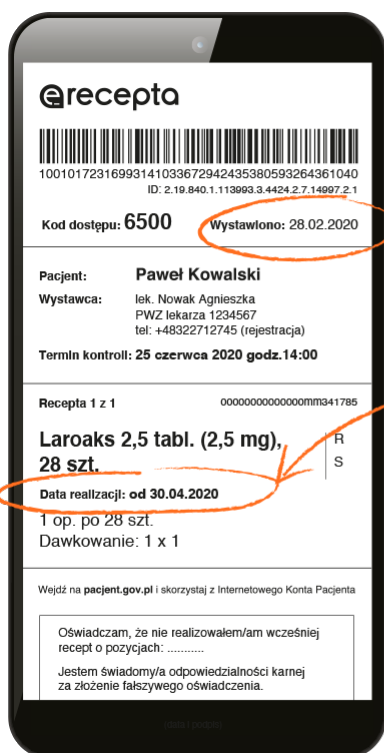 erecepta
10010172316993141033672942435380593264361040
ID: 2.19.840.1.113993.3.4424.2.7.14997.2.1
Kod dostępu: 6500 Wystawiono: 28.02.2020
Pacjent: Paweł Kowalski
Wystawca: lek. Nowak Agnieszka
PWZ lekarza 1234567
tel: +48322712745 (rejestracja)
Termin kontroli: 25 czerwca 2020 godz.14:00
Recepta 1 z 1 00000000000000mm341785
Laroaks 2,5 tabl. (2,5 mg), R
28 szt. S
Data realizacji: od 30.04.2020
1 op. po 28 szt.
Dawkowanie: 1 x 1
Wejdź na pacjent.gov.pl i skorzystaj z Internetowego Konta Pacjenta
Oświadczam, że nie realizowałem/am wcześniej
recept o pozycjach: ...........
Jestem świadomy/a odpowiedzialności karnej
za złożenie fałszywego oświadczenia.